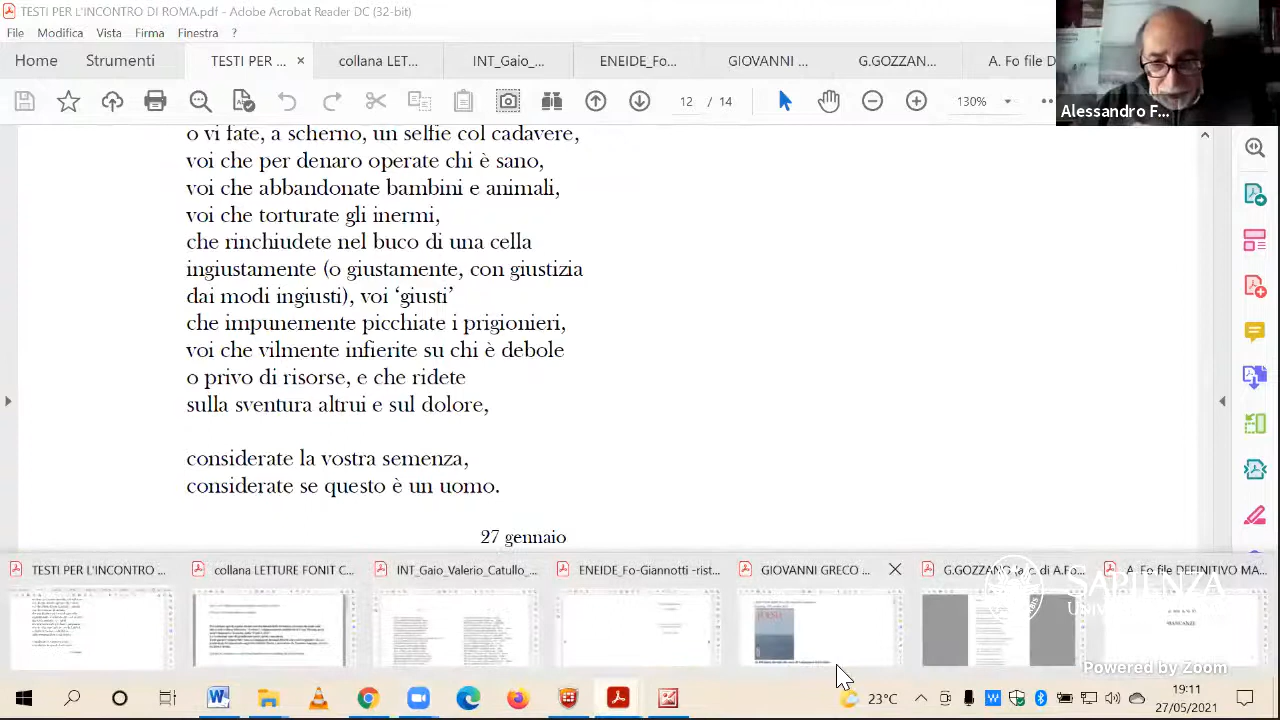 TESTI PER L'INCONTRO DI ROMA.pdf - Adobe Acrobat Reader DC (32-bit)
File Modifica Vista Firma Finestra ?
Home Strumenti TESTI PER ... × collana LET... INT_Gaio_... ENEIDE_Fo... GIOVANNI ... G.GOZZAN... A. Fo file D
12 / 14 130%
Alessandro F...
o vi fate, a scherno, un selfie col cadavere,
voi che per denaro operate chi è sano,
voi che abbandonate bambini e animali,
voi che torturate gli inermi,
che rinchiudete nel buco di una cella
ingiustamente (o giustamente, con giustizia
dai modi ingiusti), voi ‘giusti’
che impunemente picchiate i prigionieri,
voi che vilmente infierite su chi è debole
o privo di risorse, e che ridete
sulla sventura altrui e sul dolore,
considerate la vostra semenza,
considerate se questo è un uomo.
27 gennaio
TESTI PER L'INCONTRO ... collana LETTURE FONIT C... INT_Gaio_Valerio_Catullo_... ENEIDE_Fo-Giannotti -rist... GIOVANNI GRECO ... G.GOZZAN di A.Fo... A. Fo file DEFINITIVO MA...
SAPIENZA
Powered by Zoom
23°C 19:11
27/05/2021